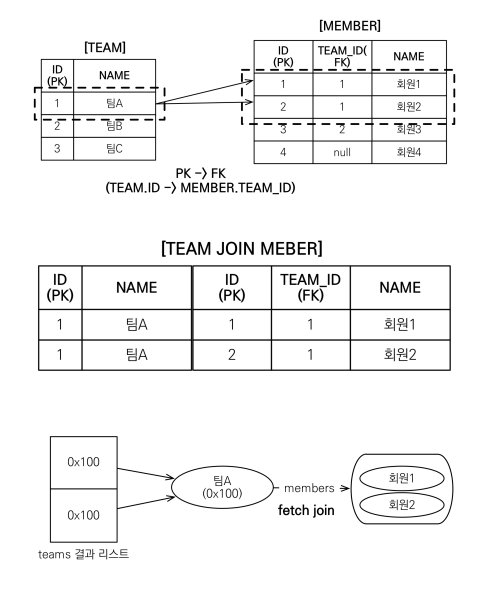 [TEAM]
ID (PK) NAME
1 팀A
2 팀B
3 팀C
[MEMBER]
ID (PK) TEAM_ID( FK) NAME
1 1 회원1
2 1 회원2
3 2 회원3
4 null 회원4
PK -> FK
(TEAM.ID -> MEMBER.TEAM_ID)
[TEAM JOIN MEBER]
ID (PK) NAME ID (PK) TEAM_ID (FK) NAME
1 팀A 1 1 회원1
1 팀A 2 1 회원2
0x100
0x100
teams 결과 리스트
팀A
(0x100)
members
fetch join
회원1
회원2